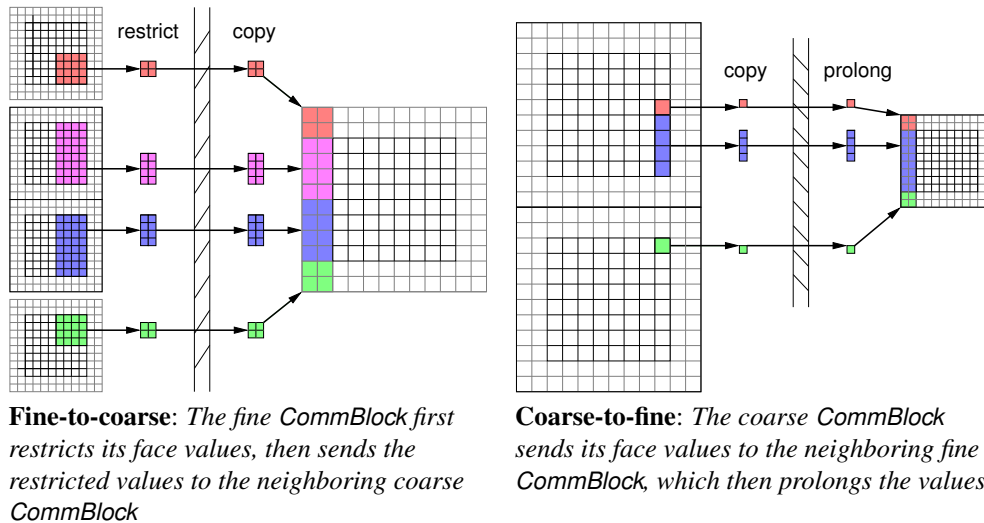 restrict
copy
copy
prolong
Fine-to-coarse: The fine CommBlock first
restricts its face values, then sends the
restricted values to the neighboring coarse
CommBlock
Coarse-to-fine: The coarse CommBlock
sends its face values to the neighboring fine
CommBlock, which then prolongs the values